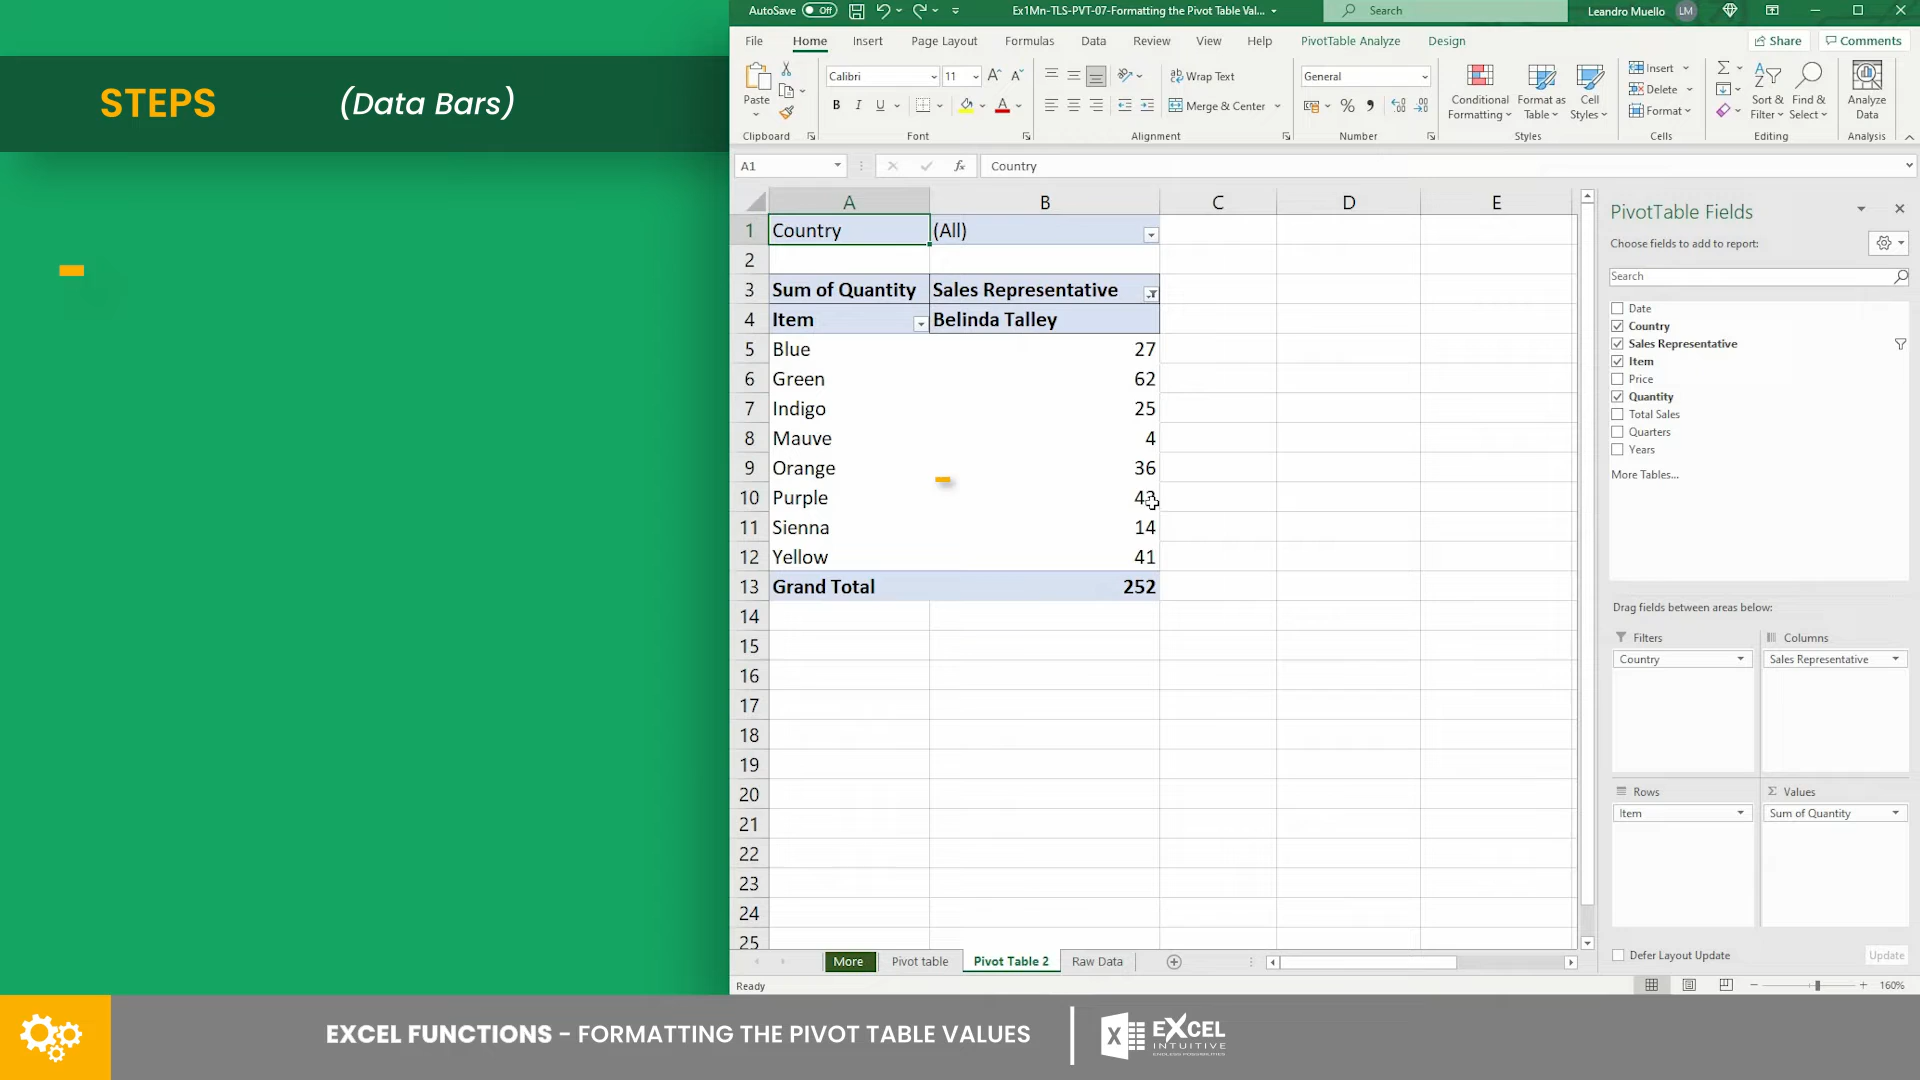 STEPS (Data Bars)
AutoSave Off Ex1Mn-TLS-PVT-07-Formatting the Pivot Table Val... Search Leandro Muello LM
File Home Insert Page Layout Formulas Data Review View Help PivotTable Analyze Design Share Comments
Paste Calibri 11 Wrap Text General Conditional Formatting Format as Table Cell Styles Insert Sort & Filter Find & Select Analyze Data
B I U A Merge & Center % Delete
Format
Clipboard Font Alignment Number Styles Cells Editing Analysis
A1 fx Country
A B C D E
1 Country (All)
2
3 Sum of Quantity Sales Representative
4 Item Belinda Talley
5 Blue 27
6 Green 62
7 Indigo 25
8 Mauve 4
9 Orange 36
10 Purple
11 Sienna 14
12 Yellow 41
13 Grand Total 252
14
15
16
17
18
19
20
21
22
23
24
25
PivotTable Fields
Choose fields to add to report:
Search
Date
Country
Sales Representative
Item
Price
Quantity
Total Sales
Quarters
Years
More Tables...
Drag fields between areas below:
Filters Columns
Country Sales Representative
Rows Values
Item Sum of Quantity
Defer Layout Update Update
More Pivot table Pivot Table 2 Raw Data
Ready 160%
EXCEL FUNCTIONS - FORMATTING THE PIVOT TABLE VALUES
X EXCEL
INTUITIVE
ENDLESS POSSIBILITIES